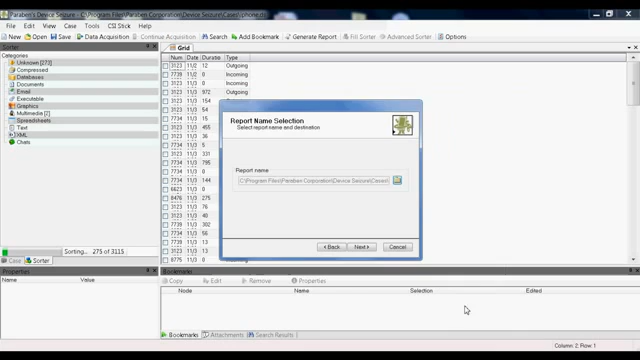 Paraben's Device Seizure - C:\Program Files\Paraben Corporation\Device Seizure\Cases\iphone.ds
File Edit View Tools CSI Stick Help
New Open Save Data Acquisition Continue Acquisition Search Add Bookmark Generate Report Fill Sorter Advanced Sorter Options
Sorter
Categories
Unknown [273]
Compressed
Databases
Documents
Email
Executable
Graphics
Multimedia [2]
Spreadsheets
Text
XML
Chats
Sorting... 275 of 3115
Case Sorter
Grid
Num Date Duratio Type
3123 11/2 12 Outgoing
7739 11/2 0 Incoming
7734 11/3 0 Incoming
3123 11/3 972 Outgoing
7734 11/3 154
3123 11/3 54
7734 11/3 15
3123 11/3 455
3123 11/3 36
7734 11/3 5
3123 11/3 331
7734 11/3 795
7734 11/3 8
7734 11/3 144
6623 11/3 0
8476 11/3 275
3123 11/3 76
3123 11/3 40
7739 11/3 302
7734 11/3 56
7739 11/3 13
7739 11/3 13
8775 11/3 0
Report Name Selection
Select report name and destination
Report name
C:\Program Files\Paraben Corporation\Device Seizure\Cases\
< Back Next > Cancel
Properties
Name Value
Bookmarks
Copy Edit Remove Properties
Node Name Selection Edited
Bookmarks Attachments Search Results
Column 2; Row: 1